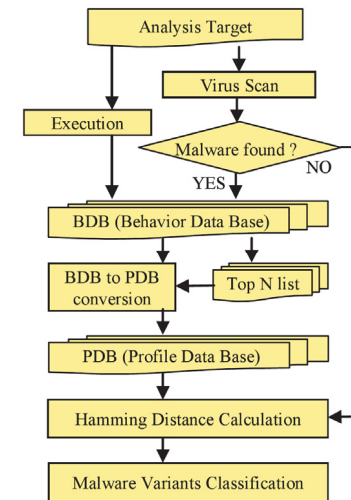 Analysis Target
Virus Scan
Execution
Malware found ?
NO
YES
BDB (Behavior Data Base)
BDB to PDB
conversion
Top N list
PDB (Profile Data Base)
Hamming Distance Calculation
Malware Variants Classification